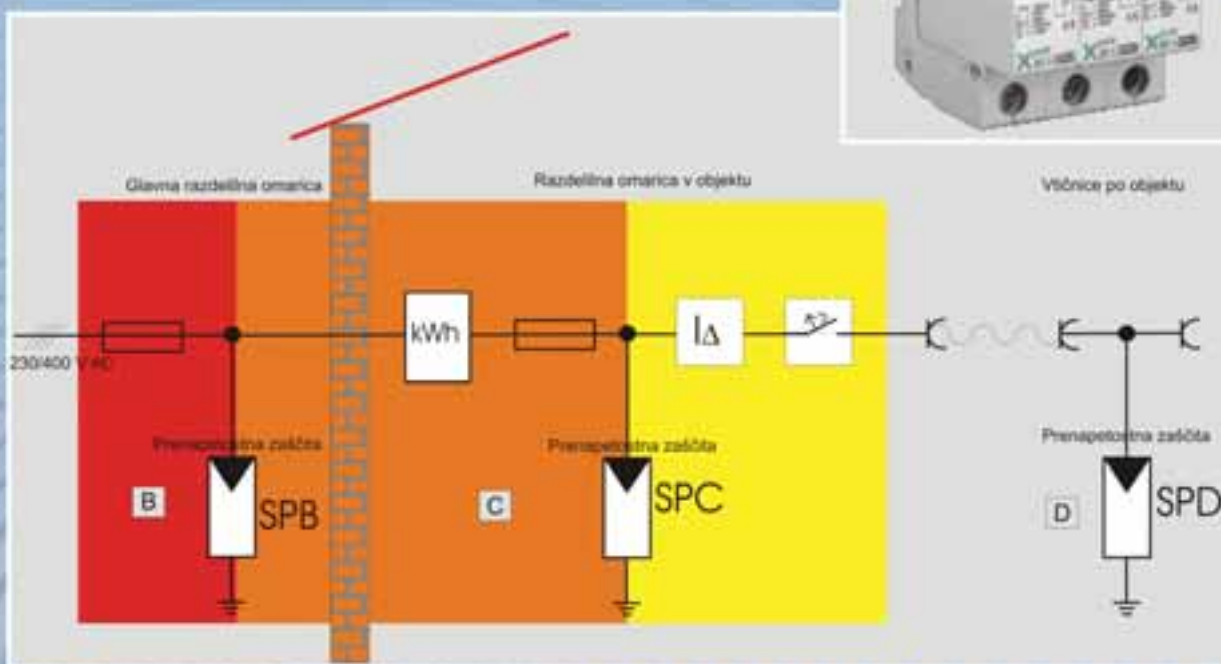 Glavna razdelilna omarica
Razdelilna omarica v objektu
Vtičnice po objektu
kWh
I∆
230/400 V AC
Prenapetostna zaščita
Prenapetostna zaščita
Prenapetostna zaščita
B
SPB
C
SPC
D
SPD